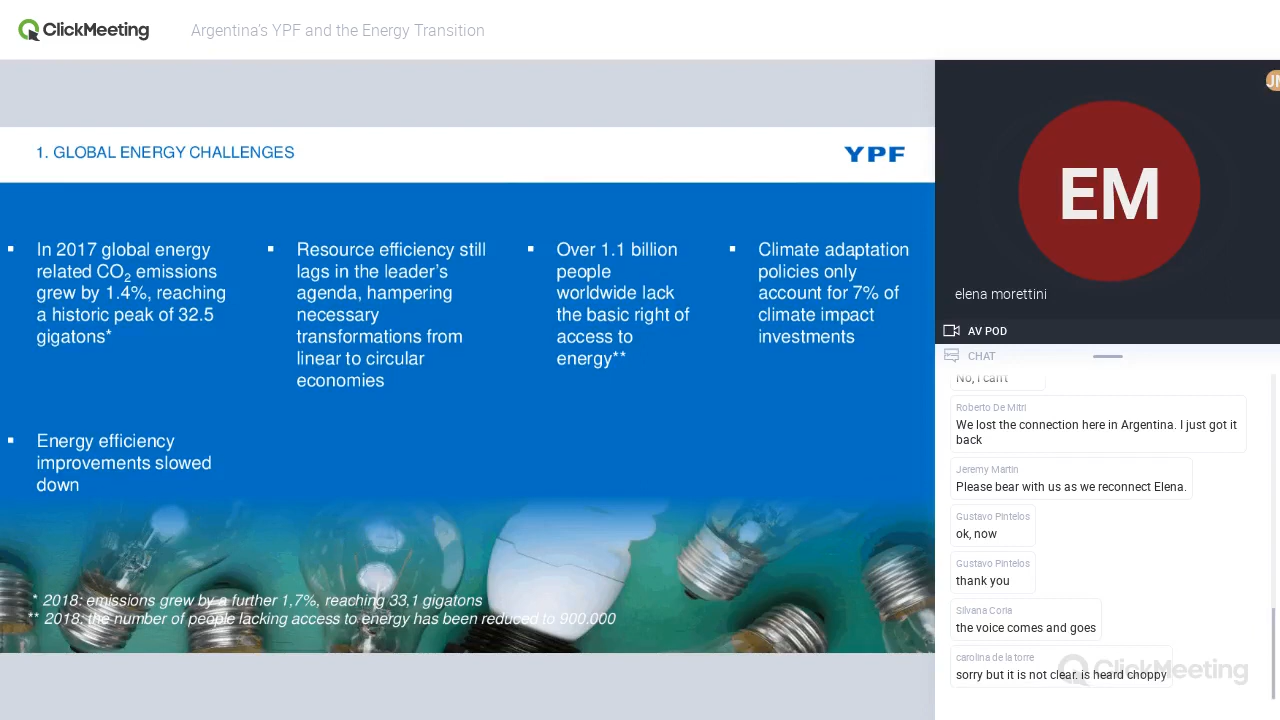 ClickMeeting
Argentina's YPF and the Energy Transition
1. GLOBAL ENERGY CHALLENGES
YPF
In 2017 global energy
related CO2 emissions
grew by 1.4%, reaching
a historic peak of 32.5
gigatons*
Energy efficiency
improvements slowed
down
Resource efficiency still
lags in the leader's
agenda, hampering
necessary
transformations from
linear to circular
economies
Over 1.1 billion
people
worldwide lack
the basic right of
access to
energy**
Climate adaptation
policies only
account for 7% of
climate impact
investments
* 2018: emissions grew by a further 1,7%, reaching 33,1 gigatons
** 2018: the number of people lacking access to energy has been reduced to 900.000
JM
EM
elena morettini
AV POD
CHAT
No, I can't
Roberto De Mitri
We lost the connection here in Argentina. I just got it
back
Jeremy Martin
Please bear with us as we reconnect Elena.
Gustavo Pintelos
ok, now
Gustavo Pintelos
thank you
Silvana Coria
the voice comes and goes
carolina de la torre
sorry but it is not clear. is heard choppy
ClickMeeting